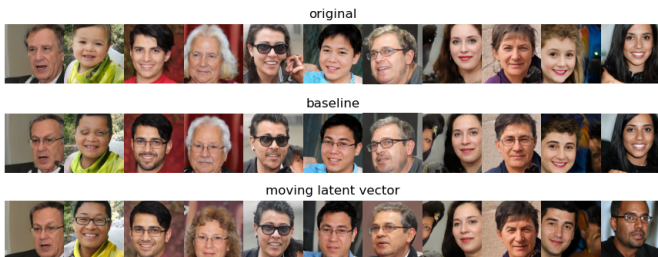 original
baseline
moving latent vector